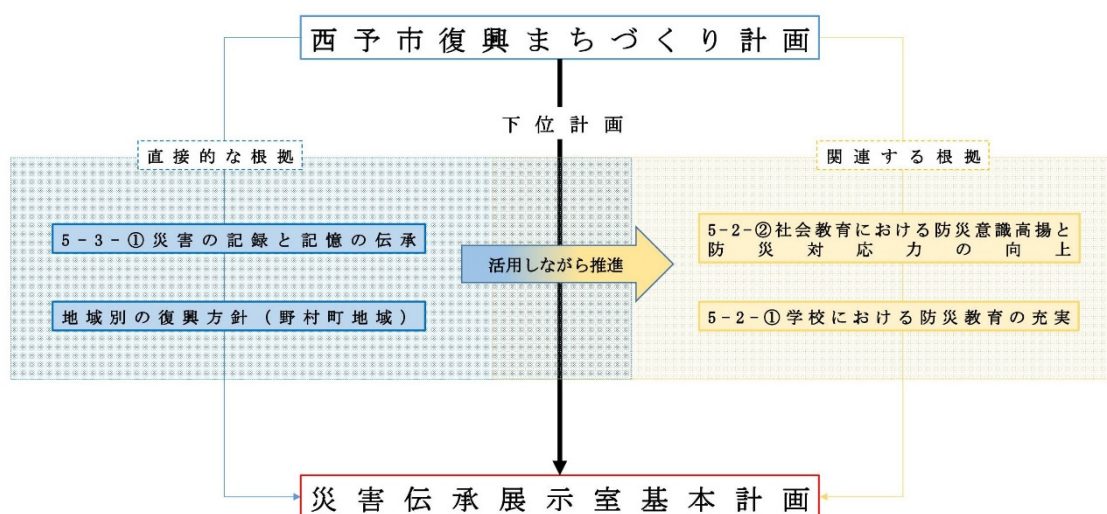 西予市復興まちづくり計画
下位計画
直接的な根拠
関連する根拠
5-3-①災害の記録と記憶の伝承
地域別の復興方針(野村町地域)
活用しながら推進
5-2-②社会教育における防災意識高揚と
防災対応力の向上
5-2-①学校における防災教育の充実
災害伝承展示室基本計画